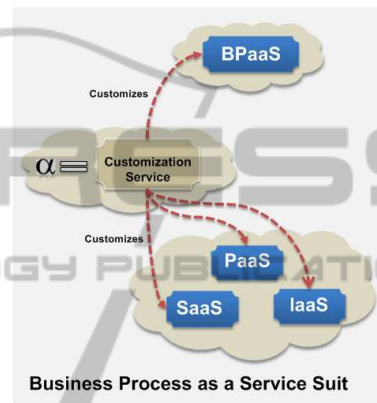 BPaaS
Customizes
α= Customization
Service
Customizes
PaaS
SaaS
IaaS
Business Process as a Service Suit